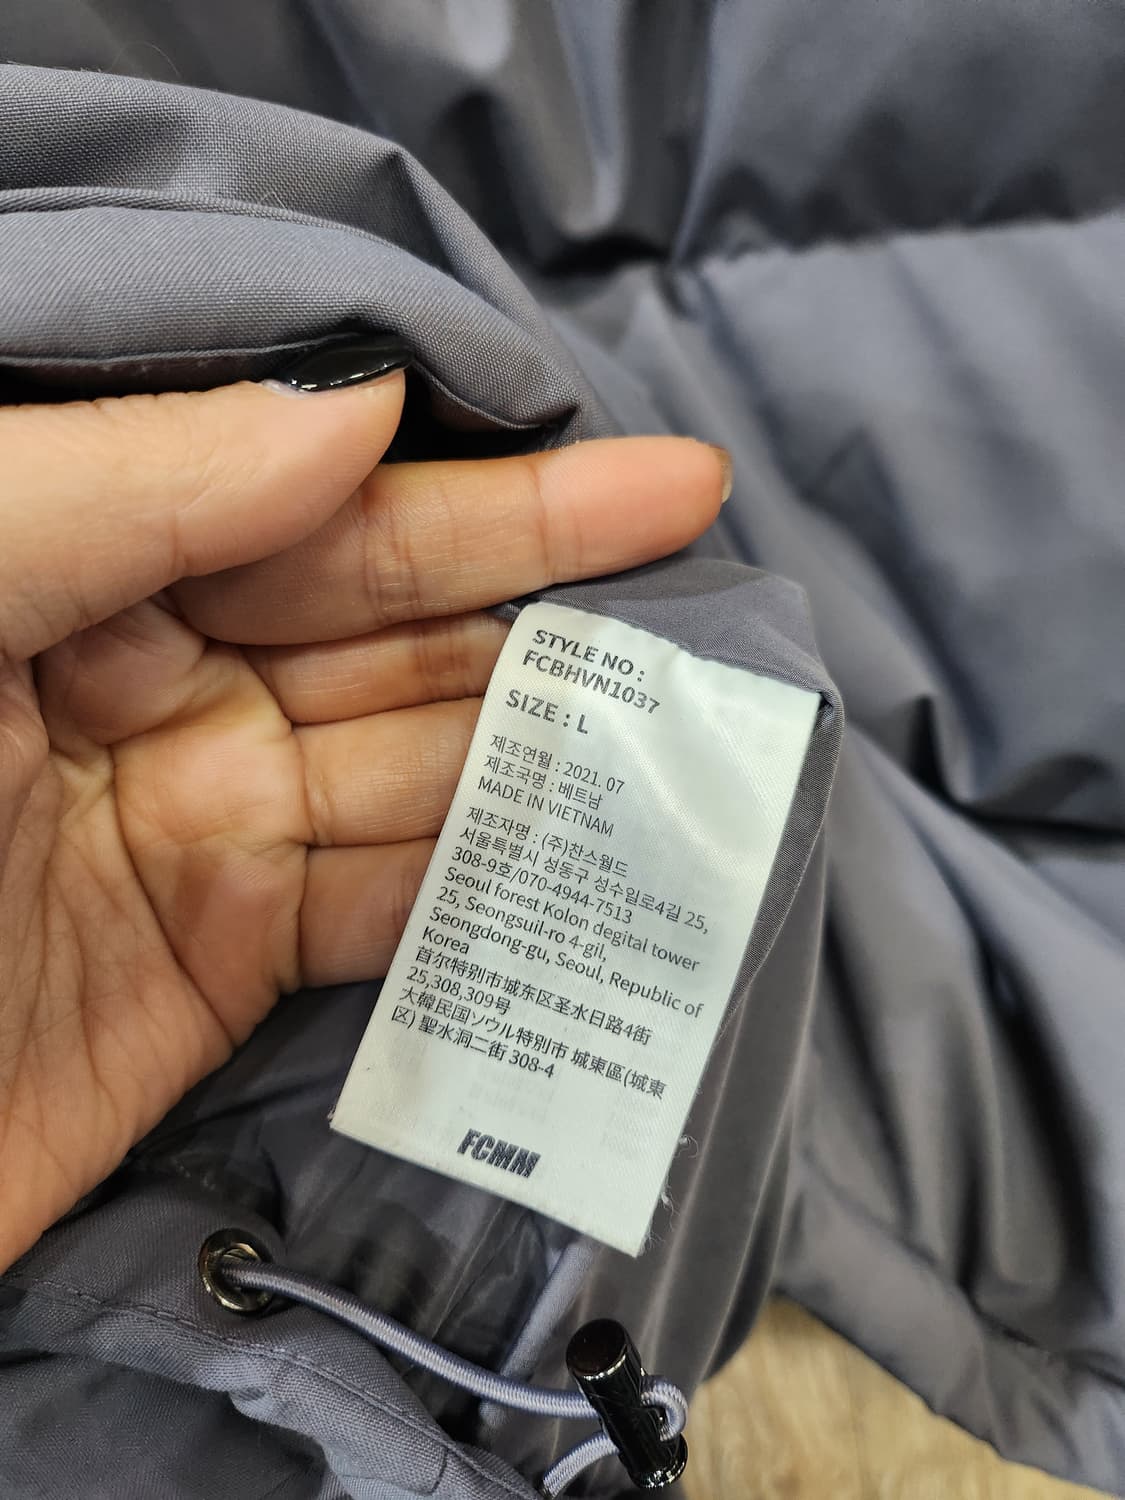 STYLE NO :
FCBHVN1037
SIZE : L
제조연월 : 2021. 07
제조국명 : 베트남
MADE IN VIETNAM
제조자명 : (주)찬스월드
서울특별시 성동구 성수일로4길 25,
308-9호/070-4944-7513
Seoul forest Kolon degital tower
25, Seongsuil-ro 4-gil,
Seongdong-gu, Seoul, Republic of
Korea
首尔特别市城东区圣水日路4街
25,308,309号
大韓民国ソウル特別市 城東區(城東
区) 聖水洞二街 308-4
FCMM